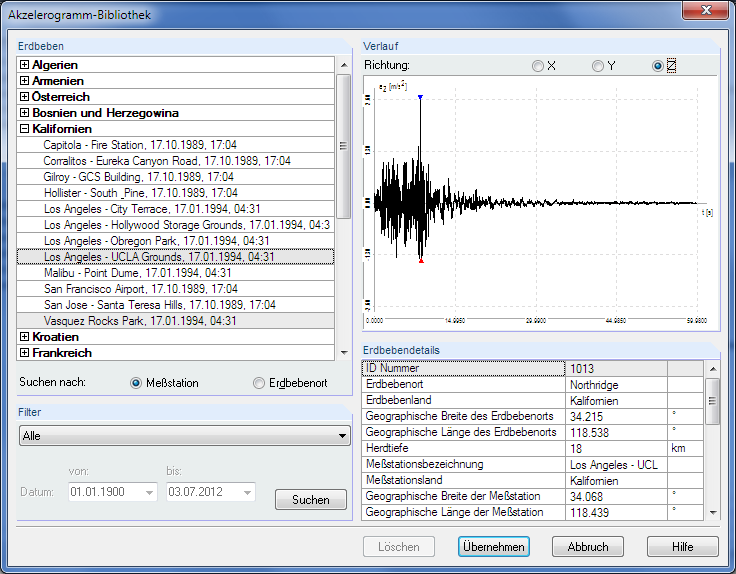 Akzelerogramm-Bibliothek
Erdbeben
Algerien
Armenien
Österreich
Bosnien und Herzegowina
Kalifornien
Capitola - Fire Station, 17.10.1989, 17:04
Corralitos - Eureka Canyon Road, 17.10.1989, 17:04
Gilroy - GCS Building, 17.10.1989, 17:04
Hollister - South _Pine, 17.10.1989, 17:04
Los Angeles - City Terrace, 17.01.1994, 04:31
Los Angeles - Hollywood Storage Grounds, 17.01.1994, 04:3
Los Angeles - Obregon Park, 17.01.1994, 04:31
Los Angeles - UCLA Grounds, 17.01.1994, 04:31
Malibu - Point Dume, 17.01.1994, 04:31
San Francisco Airport, 17.10.1989, 17:04
San Jose - Santa Teresa Hills, 17.10.1989, 17:04
Vasquez Rocks Park, 17.01.1994, 04:31
Kroatien
Frankreich
Suchen nach: Meßstation Erdbebenort
Filter
Alle
von: bis:
Datum: 01.01.1900 03.07.2012 Suchen
Verlauf
Richtung: X Y Z
az [m/s²]
t [s]
0.0000 14.9950 29.9900 44.9850 59.9800
Erdbebendetails
ID Nummer 1013
Erdbebenort Northridge
Erdbebenland Kalifornien
Geographische Breite des Erdbebenorts 34.215 °
Geographische Länge des Erdbebenorts 118.538 °
Herdtiefe 18 km
Meßstationsbezeichnung Los Angeles - UCL
Meßstationsland Kalifornien
Geographische Breite der Meßstation 34.068 °
Geographische Länge der Meßstation 118.439 °
Löschen Übernehmen Abbruch Hilfe